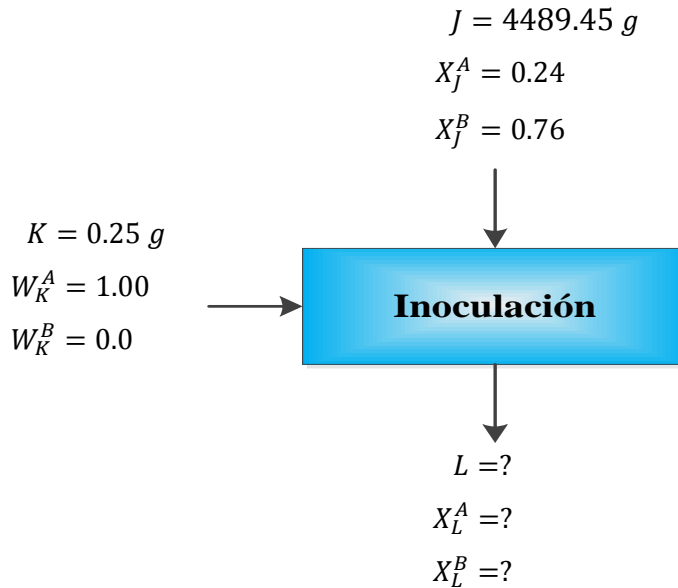 J = 4489.45 g
X_J^A = 0.24
X_J^B = 0.76
K = 0.25 g
W_K^A = 1.00
W_K^B = 0.0
Inoculación
L =?
X_L^A =?
X_L^B =?